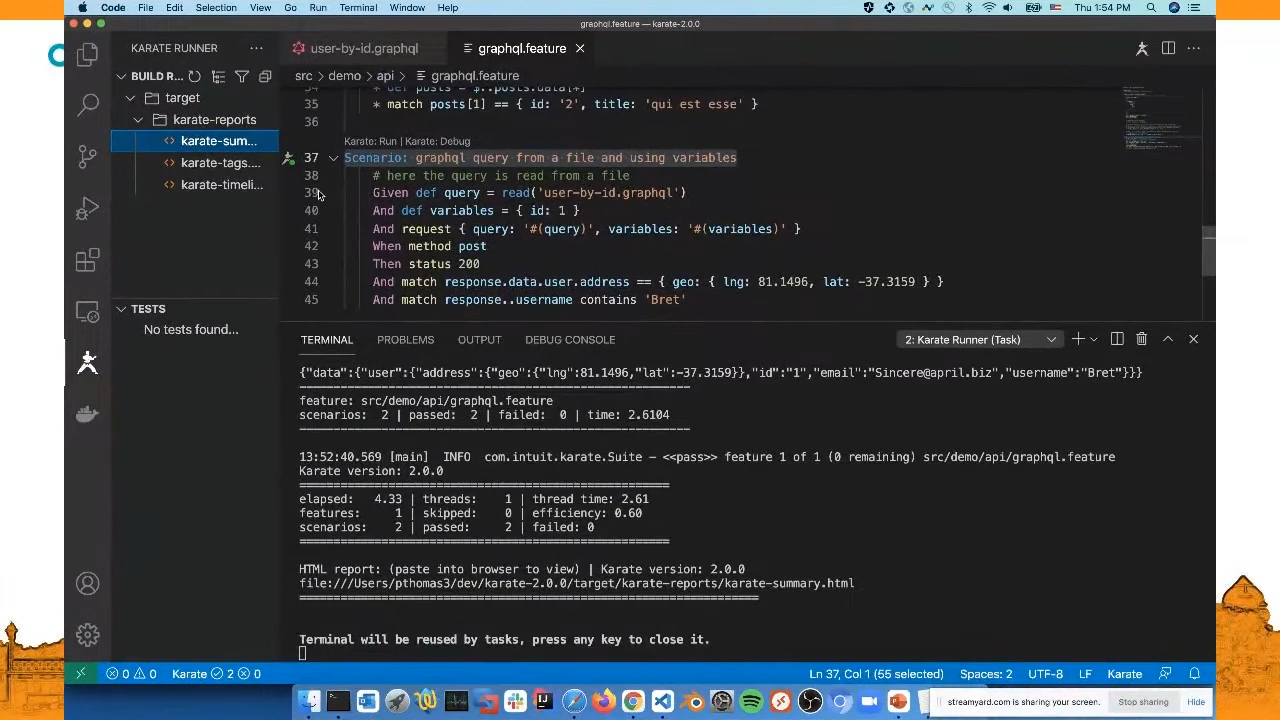 Code File Edit Selection View Go Run Terminal Window Help Thu 1:54 PM
graphql.feature — karate-2.0.0
KARATE RUNNER
user-by-id.graphql graphql.feature
BUILD R...
src > demo > api > graphql.feature
target
karate-reports
karate-sum...
karate-tags....
karate-timeli...
35 * match posts[1] == { id: '2', title: 'qui est esse' }
36
Karate: Run | Karate: Debug
37 Scenario: graphql query from a file and using variables
38 # here the query is read from a file
39 Given def query = read('user-by-id.graphql')
40 And def variables = { id: 1 }
41 And request { query: '#(query)', variables: '#(variables)' }
42 When method post
43 Then status 200
44 And match response.data.user.address == { geo: { lng: 81.1496, lat: -37.3159 } }
45 And match response..username contains 'Bret'
TESTS
No tests found...
TERMINAL PROBLEMS OUTPUT DEBUG CONSOLE 2: Karate Runner (Task)
{"data":{"user":{"address":{"geo":{"lng":81.1496,"lat":-37.3159}},"id":"1","email":"Sincere@april.biz","username":"Bret"}}}
feature: src/demo/api/graphql.feature
scenarios: 2 | passed: 2 | failed: 0 | time: 2.6104
13:52:40.569 [main] INFO com.intuit.karate.Suite - <<pass>> feature 1 of 1 (0 remaining) src/demo/api/graphql.feature
Karate version: 2.0.0
elapsed: 4.33 | threads: 1 | thread time: 2.61
features: 1 | skipped: 0 | efficiency: 0.60
scenarios: 2 | passed: 2 | failed: 0
HTML report: (paste into browser to view) | Karate version: 2.0.0
file:///Users/pthomas3/dev/karate-2.0.0/target/karate-reports/karate-summary.html
Terminal will be reused by tasks, press any key to close it.
0 0 Karate 2 0 Ln 37, Col 1 (55 selected) Spaces: 2 UTF-8 LF Karate
streamyard.com is sharing your screen. Stop sharing Hide